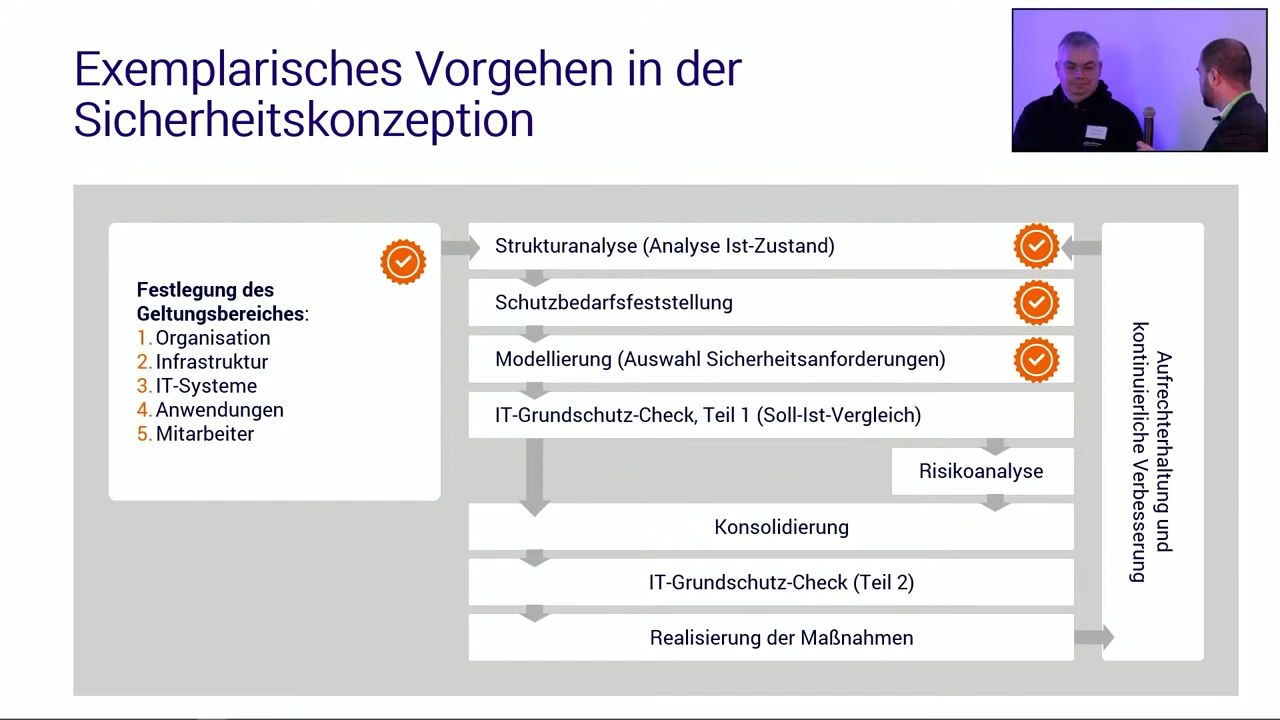 Exemplarisches Vorgehen in der
Sicherheitskonzeption
Festlegung des
Geltungsbereiches:
1. Organisation
2. Infrastruktur
3. IT-Systeme
4. Anwendungen
5. Mitarbeiter
Strukturanalyse (Analyse Ist-Zustand)
Schutzbedarfsfeststellung
Modellierung (Auswahl Sicherheitsanforderungen)
IT-Grundschutz-Check, Teil 1 (Soll-Ist-Vergleich)
Risikoanalyse
Konsolidierung
IT-Grundschutz-Check (Teil 2)
Realisierung der Maßnahmen
Aufrechterhaltung und
kontinuierliche Verbesserung